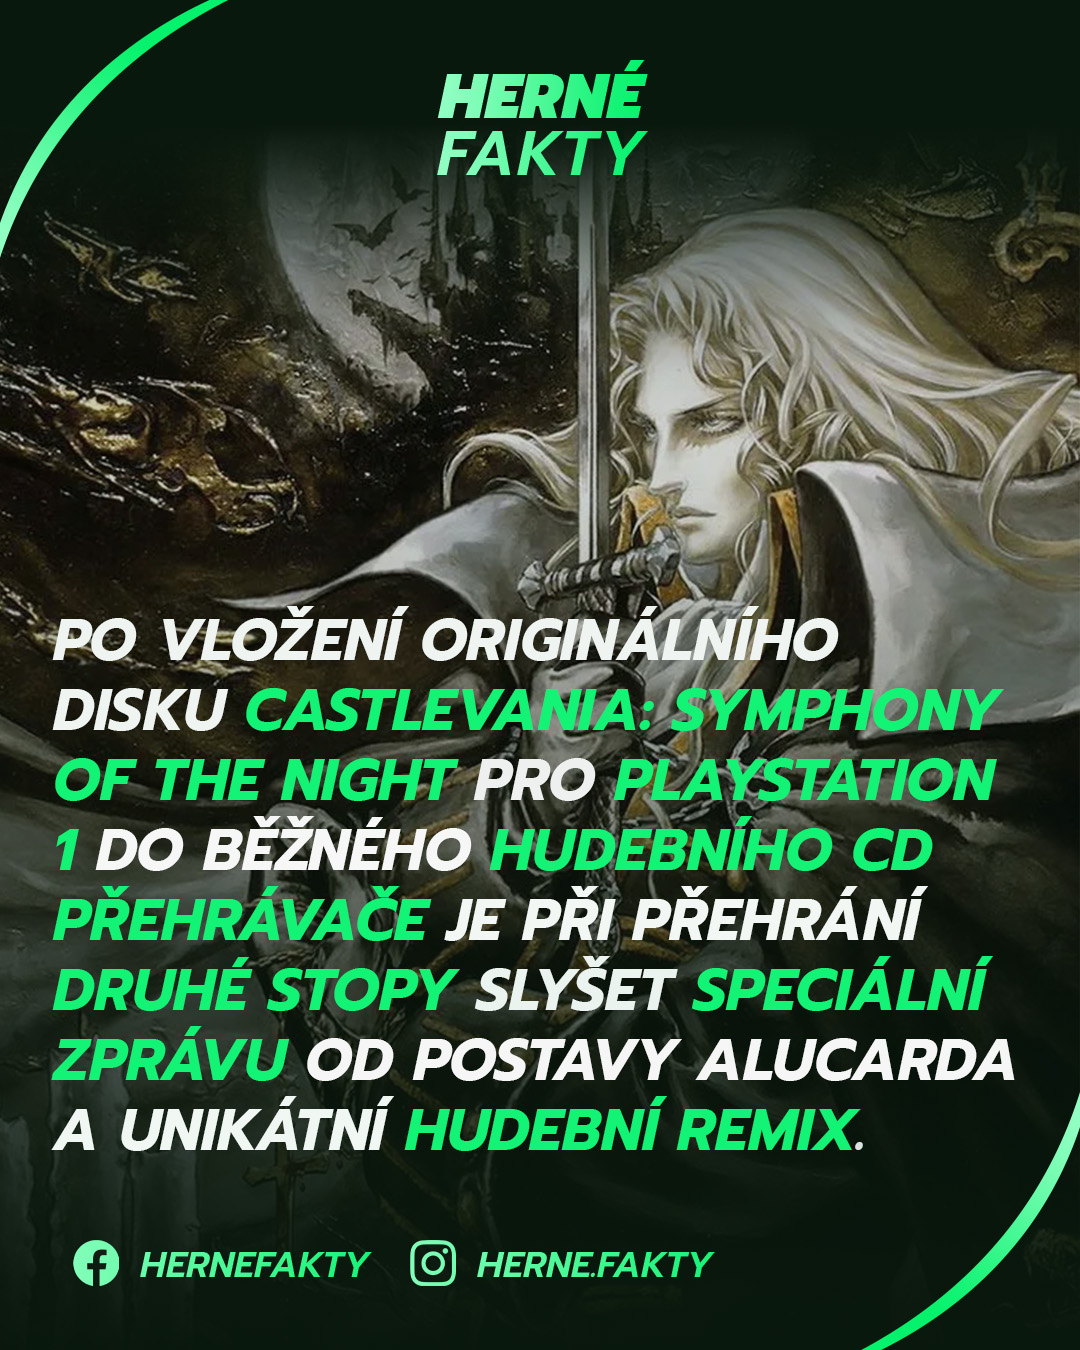 HERNÉ
FAKTY
PO VLOŽENÍ ORIGINÁLNÍHO
DISKU CASTLEVANIA: SYMPHONY
OF THE NIGHT PRO PLAYSTATION
1 DO BĚŽNÉHO HUDEBNÍHO CD
PŘEHRÁVAČE JE PŘI PŘEHRÁNÍ
DRUHÉ STOPY SLYŠET SPECIÁLNÍ
ZPRÁVU OD POSTAVY ALUCARDA
A UNIKÁTNÍ HUDEBNÍ REMIX.
HERNEFAKTY HERNE.FAKTY